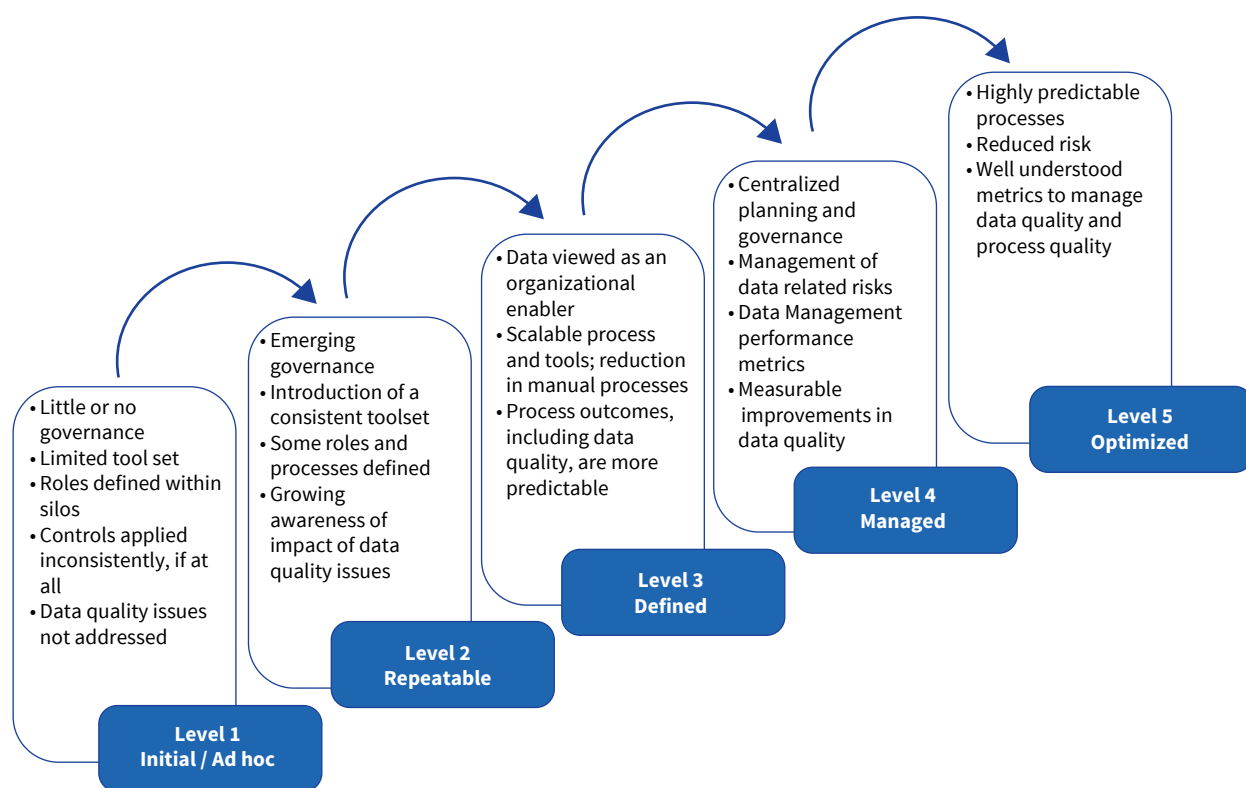 • Little or no
governance
• Limited tool set
• Roles defined within
silos
• Controls applied
inconsistently, if at
all
• Data quality issues
not addressed
Level 1
Initial / Ad hoc
• Emerging
governance
• Introduction of a
consistent toolset
• Some roles and
processes defined
• Growing
awareness of
impact of data
quality issues
Level 2
Repeatable
• Data viewed as an
organizational
enabler
• Scalable process
and tools; reduction
in manual processes
• Process outcomes,
including data
quality, are more
predictable
Level 3
Defined
• Centralized
planning and
governance
• Management of
data related risks
• Data Management
performance
metrics
• Measurable
improvements in
data quality
Level 4
Managed
• Highly predictable
processes
• Reduced risk
• Well understood
metrics to manage
data quality and
process quality
Level 5
Optimized